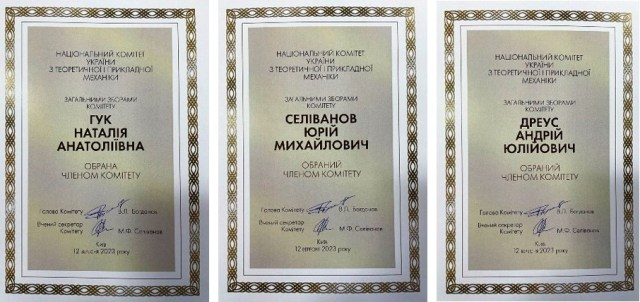 НАЦІОНАЛЬНИЙ КОМІТЕТ
УКРАЇНИ
З ТЕОРЕТИЧНОЇ І ПРИКЛАДНОЇ
МЕХАНІКИ
ЗАГАЛЬНИМИ ЗБОРАМИ
КОМІТЕТУ
ГУК
НАТАЛІЯ
АНАТОЛІЇВНА
ОБРАНА
ЧЛЕНОМ КОМІТЕТУ
Голова Комітету В.Л. Богданов
Вчений секретар
Комітету М.Ф. Селіванов
Київ
12 квітня 2023 року
НАЦІОНАЛЬНИЙ КОМІТЕТ
УКРАЇНИ
З ТЕОРЕТИЧНОЇ І ПРИКЛАДНОЇ
МЕХАНІКИ
ЗАГАЛЬНИМИ ЗБОРАМИ
КОМІТЕТУ
СЕЛІВАНОВ
ЮРІЙ
МИХАЙЛОВИЧ
ОБРАНИЙ
ЧЛЕНОМ КОМІТЕТУ
Голова Комітету В.Л. Богданов
Вчений секретар
Комітету М.Ф. Селіванов
Київ
12 квітня 2023 року
НАЦІОНАЛЬНИЙ КОМІТЕТ
УКРАЇНИ
З ТЕОРЕТИЧНОЇ І ПРИКЛАДНОЇ
МЕХАНІКИ
ЗАГАЛЬНИМИ ЗБОРАМИ
КОМІТЕТУ
ДРЕУС
АНДРІЙ
ЮЛІЙОВИЧ
ОБРАНИЙ
ЧЛЕНОМ КОМІТЕТУ
Голова Комітету В.Л. Богданов
Вчений секретар
Комітету М.Ф. Селіванов
Київ
12 квітня 2023 року